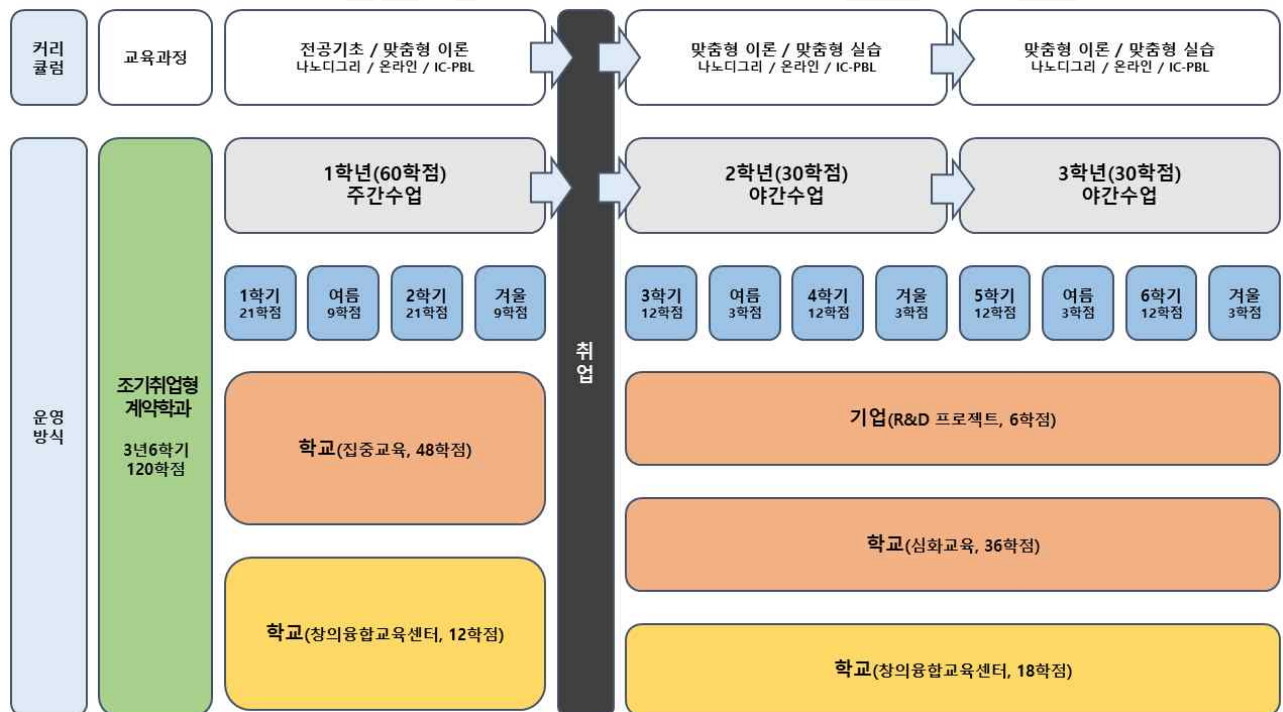 커리
큘럼
교육과정
전공기초 / 맞춤형 이론
나노디그리 / 온라인 / IC-PBL
맞춤형 이론 / 맞춤형 실습
나노디그리 / 온라인 / IC-PBL
맞춤형 이론 / 맞춤형 실습
나노디그리 / 온라인 / IC-PBL
운영
방식
조기취업형
계약학과
3년6학기
120학점
1학년(60학점)
주간수업
취
업
2학년(30학점)
야간수업
3학년(30학점)
야간수업
1학기
21학점
여름
9학점
2학기
21학점
겨울
9학점
3학기
12학점
여름
3학점
4학기
12학점
겨울
3학점
5학기
12학점
여름
3학점
6학기
12학점
겨울
3학점
학교(집중교육, 48학점)
기업(R&D 프로젝트, 6학점)
학교(심화교육, 36학점)
학교(창의융합교육센터, 12학점)
학교(창의융합교육센터, 18학점)